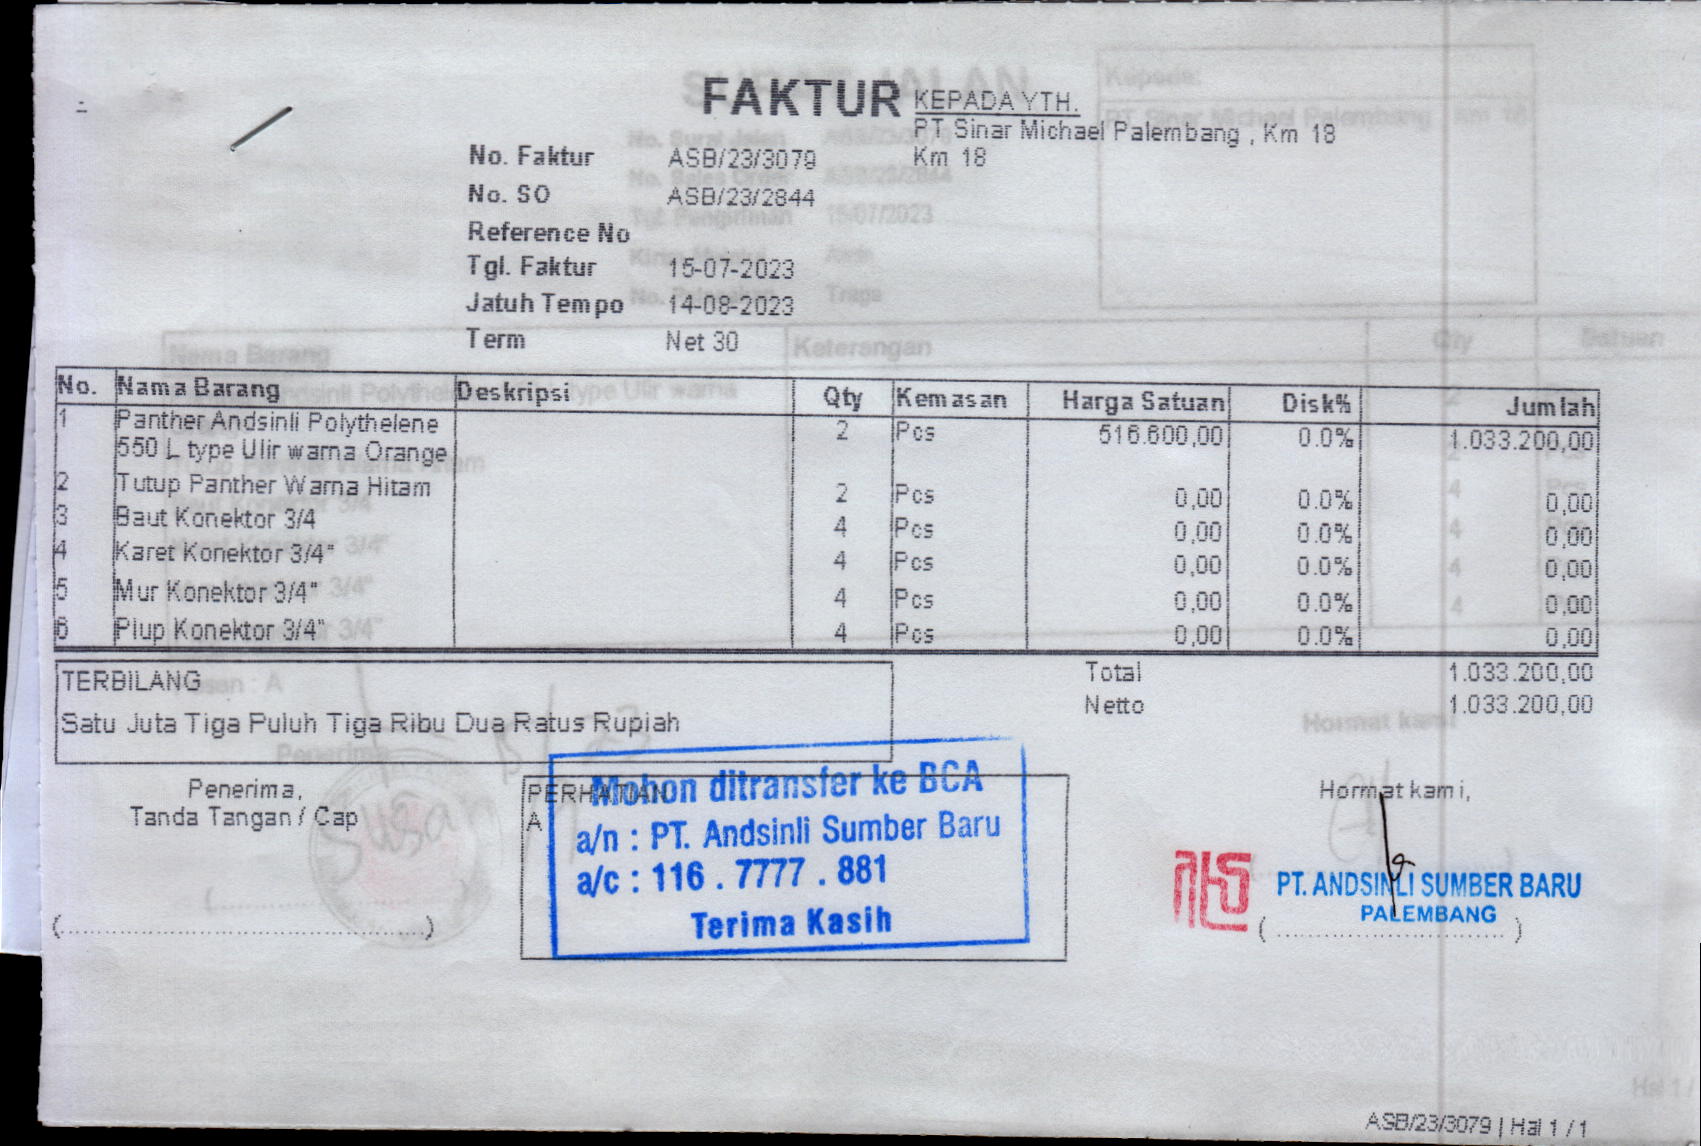 FAKTUR
KEPADA YTH.
PT Sinar Michael Palembang , Km 18
Km 18
No. Faktur ASB/23/3079
No. SO ASB/23/2844
Reference No
Tgl. Faktur 15-07-2023
Jatuh Tempo 14-08-2023
Term Net 30
No. Nama Barang Deskripsi Qty Kemasan Harga Satuan Disk% Jumlah
1 Panther Andsinli Polythelene 2 Pcs 516.600,00 0.0% 1.033.200,00
550 L type Ulir warna Orange
2 Tutup Panther Warna Hitam 2 Pcs 0,00 0.0% 0,00
3 Baut Konektor 3/4 4 Pcs 0,00 0.0% 0,00
4 Karet Konektor 3/4" 4 Pcs 0,00 0.0% 0,00
5 Mur Konektor 3/4" 4 Pcs 0,00 0.0% 0,00
6 Plup Konektor 3/4" 4 Pcs 0,00 0.0% 0,00
TERBILANG
Satu Juta Tiga Puluh Tiga Ribu Dua Ratus Rupiah
Total 1.033.200,00
Netto 1.033.200,00
Penerima,
Tanda Tangan / Cap
(..........................................)
PERHATIAN
A
Mohon ditransfer ke BCA
a/n : PT. Andsinli Sumber Baru
a/c : 116 . 7777 . 881
Terima Kasih
Hormat kami,
PT. ANDSINLI SUMBER BARU
PALEMBANG
( .............................. )
ASB/23/3079 | Hal 1 / 1